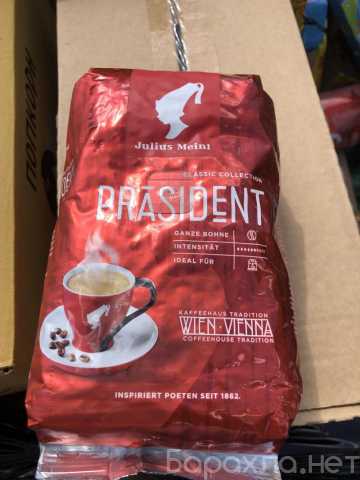 Julius Meinl
CLASSIC COLLECTION
PRÄSIDENT
GANZE BOHNE
INTENSITÄT
IDEAL FÜR
KAFFEEHAUS TRADITION
WIEN·VIENNA
COFFEEHOUSE TRADITION
INSPIRIERT POETEN SEIT 1862.
ПОПКОРН
Барахла.Нет